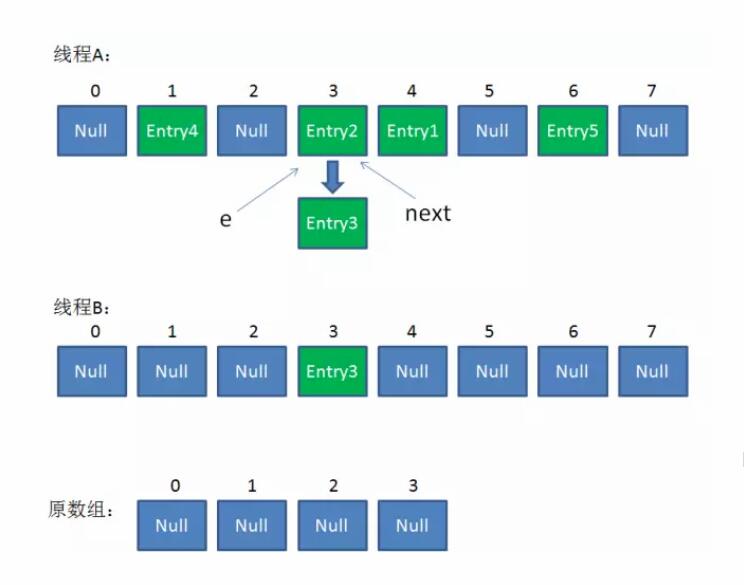 线程A：
0 1 2 3 4 5 6 7
Null Entry4 Null Entry2 Entry1 Null Entry5 Null
e Entry3 next
线程B：
0 1 2 3 4 5 6 7
Null Null Null Entry3 Null Null Null Null
0 1 2 3
原数组：
Null Null Null Null